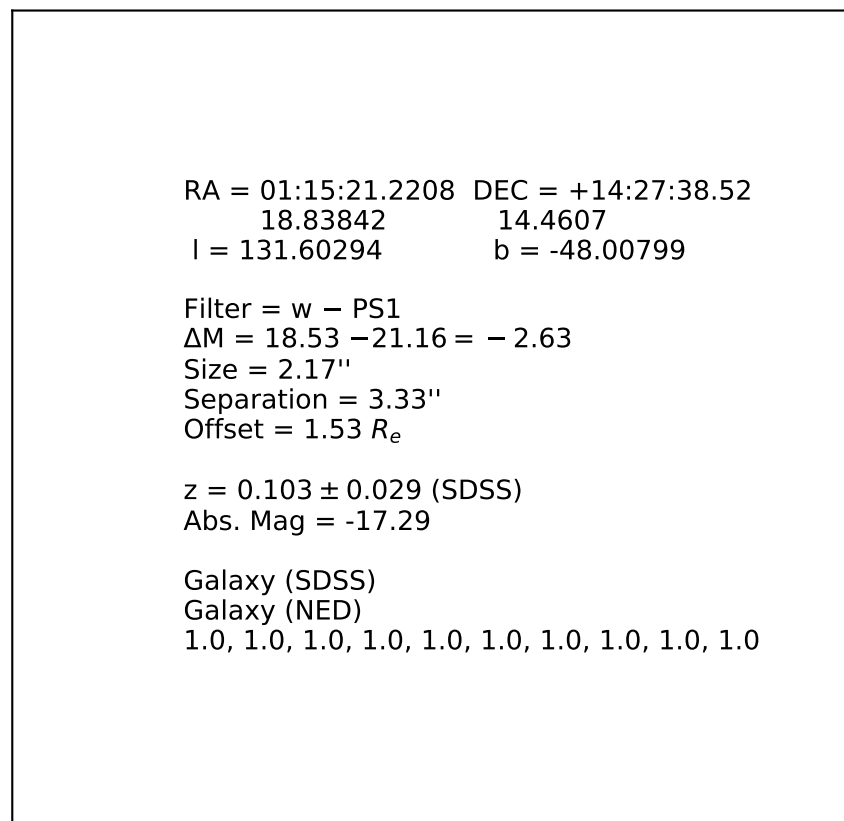 RA = 01:15:21.2208  DEC = +14:27:38.52
18.83842  14.4607
l = 131.60294  b = -48.00799
Filter = w − PS1
ΔM = 18.53 −21.16 = − 2.63
Size = 2.17''
Separation = 3.33''
Offset = 1.53 Rₑ
z = 0.103 ± 0.029 (SDSS)
Abs. Mag = -17.29
Galaxy (SDSS)
Galaxy (NED)
1.0, 1.0, 1.0, 1.0, 1.0, 1.0, 1.0, 1.0, 1.0, 1.0